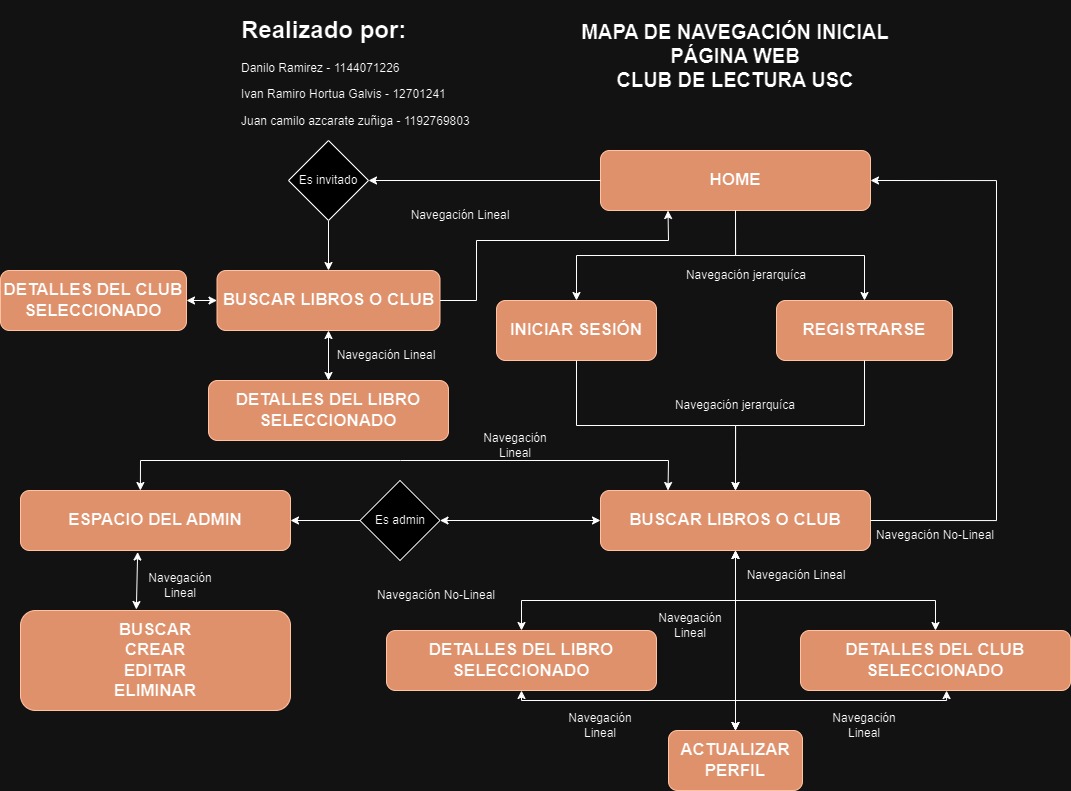 Realizado por:
Danilo Ramirez - 1144071226
Ivan Ramiro Hortua Galvis - 12701241
Juan camilo azcarate zuñiga - 1192769803
MAPA DE NAVEGACIÓN INICIAL
PÁGINA WEB
CLUB DE LECTURA USC
Es invitado
HOME
Navegación Lineal
Navegación jerarquíca
DETALLES DEL CLUB
SELECCIONADO
BUSCAR LIBROS O CLUB
INICIAR SESIÓN
REGISTRARSE
Navegación Lineal
DETALLES DEL LIBRO
SELECCIONADO
Navegación jerarquíca
Navegación
Lineal
ESPACIO DEL ADMIN
Es admin
BUSCAR LIBROS O CLUB
Navegación No-Lineal
Navegación
Lineal
Navegación Lineal
Navegación No-Lineal
Navegación
Lineal
BUSCAR
CREAR
EDITAR
ELIMINAR
DETALLES DEL LIBRO
SELECCIONADO
DETALLES DEL CLUB
SELECCIONADO
Navegación
Lineal
Navegación
Lineal
ACTUALIZAR
PERFIL